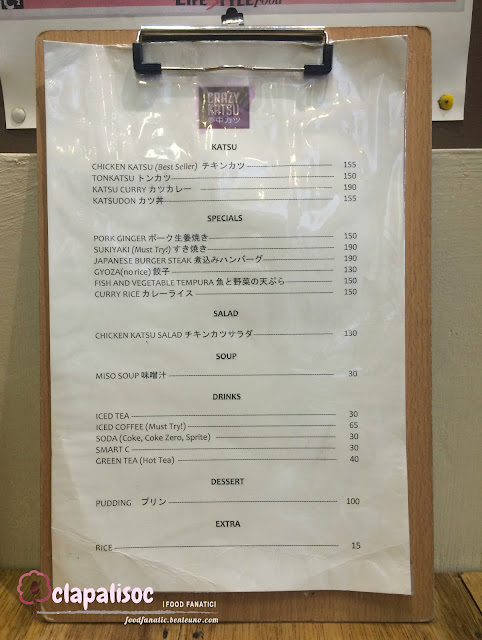 LIFESTYLE food
CRAZY
KATSU
夢中カツ
KATSU
CHICKEN KATSU (Best Seller) チキンカツ 155
TONKATSU トンカツ 150
KATSU CURRY カツカレー 190
KATSUDON カツ丼 155
SPECIALS
PORK GINGER ポーク生姜焼き 150
SUKIYAKI (Must Try!) すき焼き 190
JAPANESE BURGER STEAK 煮込みハンバーグ 190
GYOZA(no rice) 餃子 130
FISH AND VEGETABLE TEMPURA 魚と野菜の天ぷら 150
CURRY RICE カレーライス 150
SALAD
CHICKEN KATSU SALAD チキンカツサラダ 130
SOUP
MISO SOUP 味噌汁 30
DRINKS
ICED TEA 30
ICED COFFEE (Must Try!) 65
SODA (Coke, Coke Zero, Sprite) 30
SMART C 30
GREEN TEA (Hot Tea) 40
DESSERT
PUDDING プリン 100
EXTRA
RICE 15
clapalisoc
I FOOD FANATIC!
foodfanatic.benteuno.com